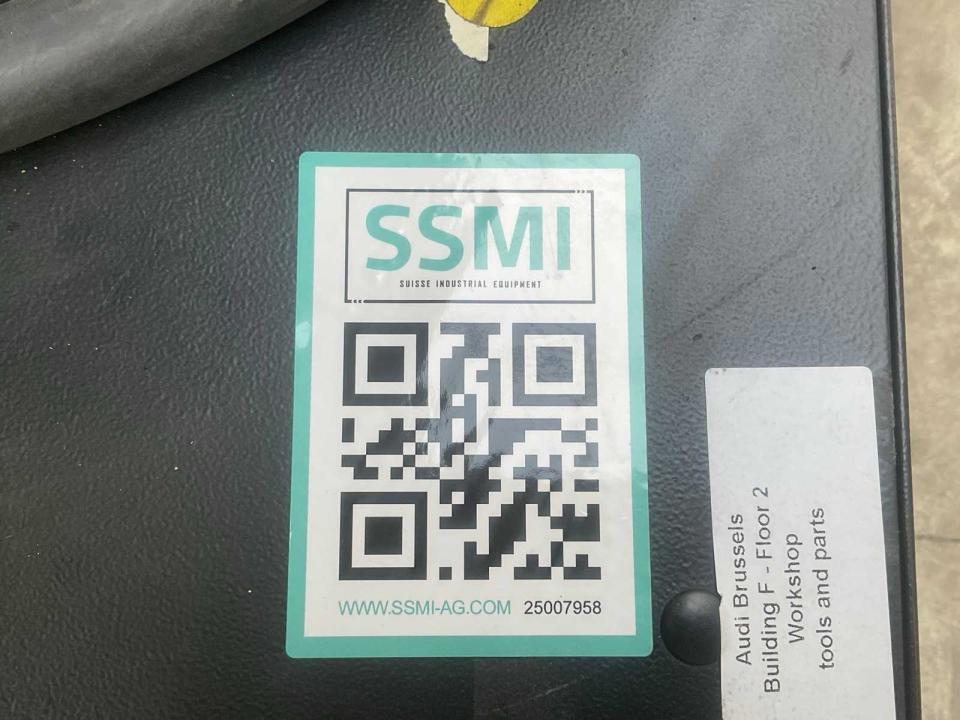 SSMI
SUISSE INDUSTRIAL EQUIPMENT
WWW.SSMI-AG.COM 25007958
Audi Brussels
Building F - Floor 2
Workshop
tools and parts